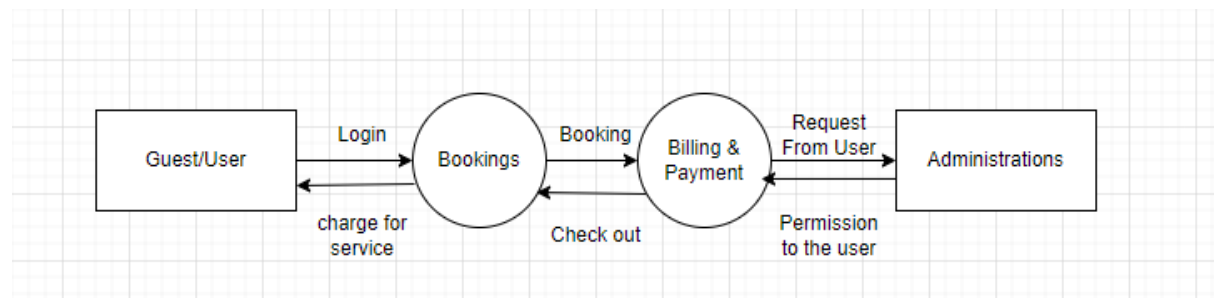 Guest/User
Login
charge for
service
Bookings
Booking
Check out
Billing &
Payment
Request
From User
Permission
to the user
Administrations